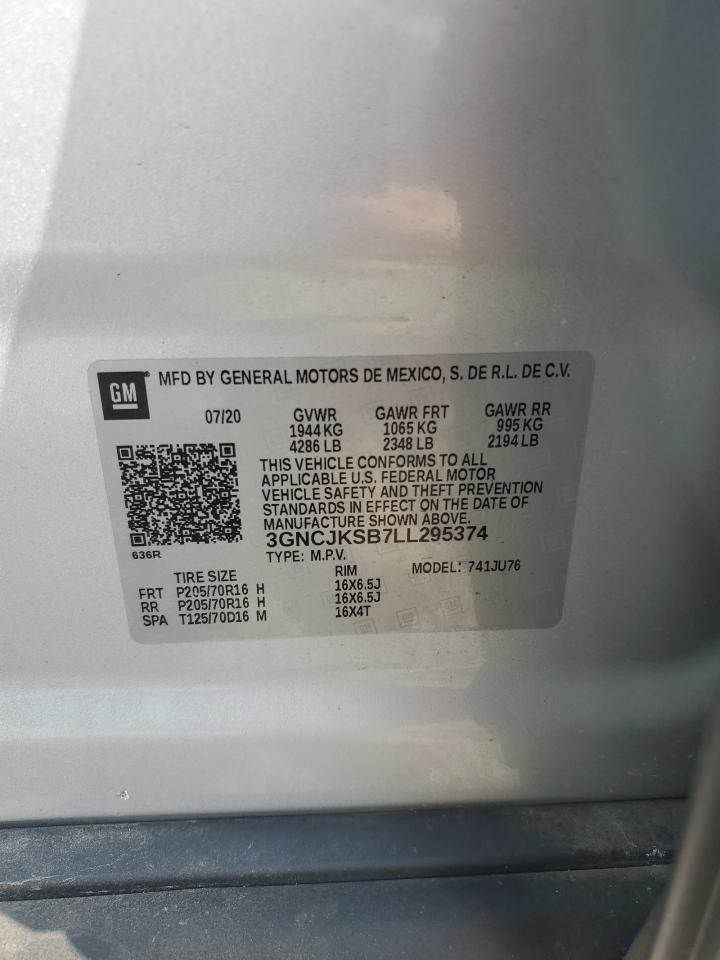 GM® MFD BY GENERAL MOTORS DE MEXICO, S. DE R.L. DE C.V.
07/20 GVWR GAWR FRT GAWR RR
1944 KG 1065 KG 995 KG
4286 LB 2348 LB 2194 LB
THIS VEHICLE CONFORMS TO ALL
APPLICABLE U.S. FEDERAL MOTOR
VEHICLE SAFETY AND THEFT PREVENTION
STANDARDS IN EFFECT ON THE DATE OF
MANUFACTURE SHOWN ABOVE.
3GNCJKSB7LL295374
636R
TYPE: M.P.V. MODEL: 741JU76
TIRE SIZE RIM
FRT P205/70R16 H 16X6.5J
RR P205/70R16 H 16X6.5J
SPA T125/70D16 M 16X4T